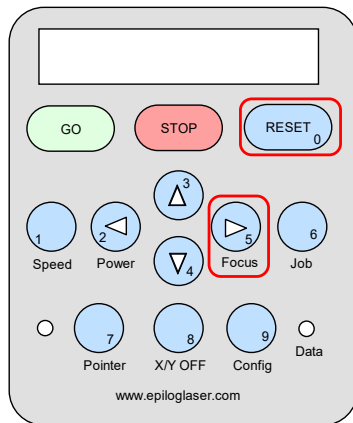 GO STOP RESET 0
3
1 2 5 6
4
Speed Power Focus Job
7 8 9
Pointer X/Y OFF Config Data
www.epiloglaser.com